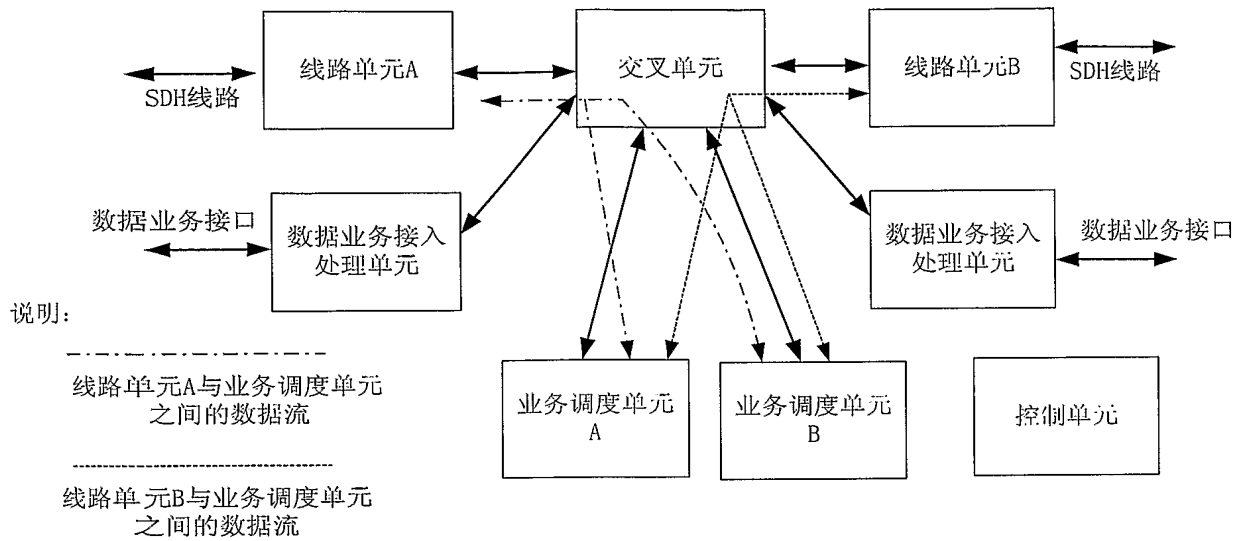 线路单元A
交叉单元
线路单元B
SDH线路
SDH线路
数据业务接口
数据业务接入
处理单元
数据业务接入
处理单元
数据业务接口
说明:
线路单元A与业务调度单元
之间的数据流
业务调度单元
A
业务调度单元
B
控制单元
线路单元B与业务调度单元
之间的数据流